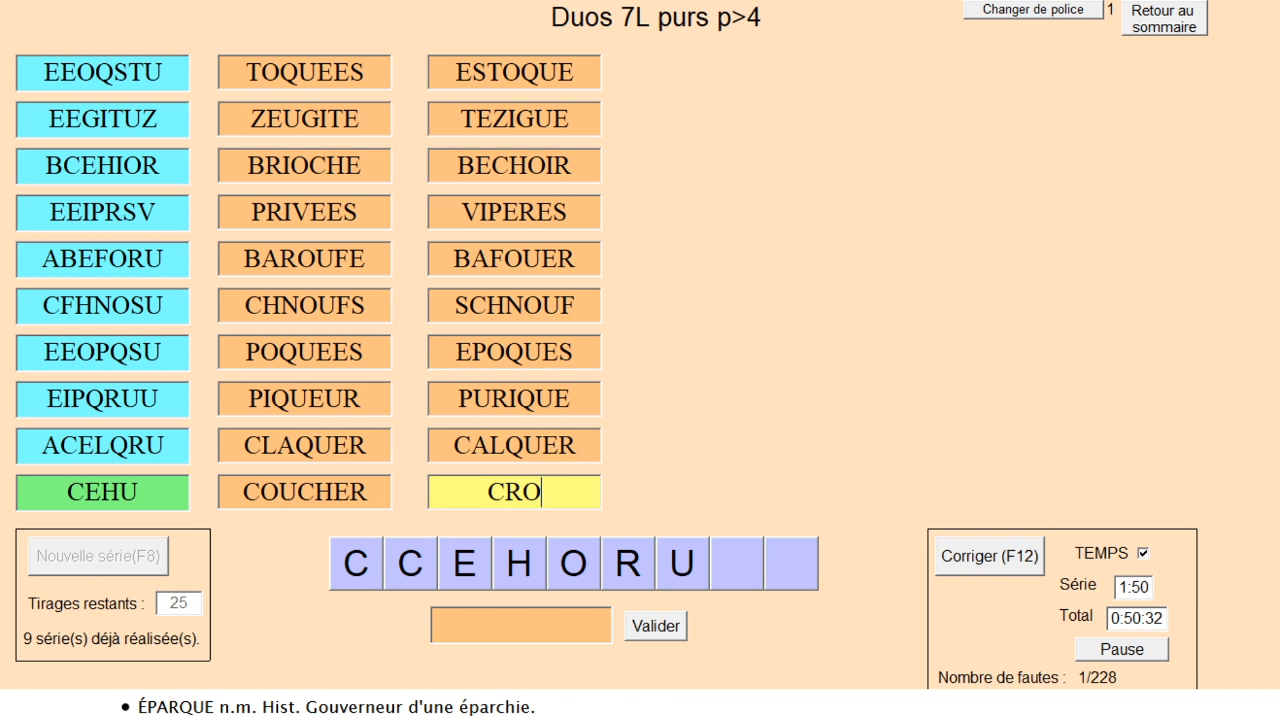 Duos 7L purs p>4
Changer de police 1
Retour au sommaire
EEOQSTU TOQUEES ESTOQUE
EEGITUZ ZEUGITE TEZIGUE
BCEHIOR BRIOCHE BECHOIR
EEIPRSV PRIVEES VIPERES
ABEFORU BAROUFE BAFOUER
CFHNOSU CHNOUFS SCHNOUF
EEOPQSU POQUEES EPOQUES
EIPQRUU PIQUEUR PURIQUE
ACELQRU CLAQUER CALQUER
CEHU COUCHER CRO
Nouvelle série(F8)
Tirages restants : 25
9 série(s) déjà réalisée(s).
C C E H O R U
Valider
Corriger (F12)
TEMPS
Série 1:50
Total 0:50:32
Pause
Nombre de fautes : 1/228
• ÉPARQUE n.m. Hist. Gouverneur d'une éparchie.